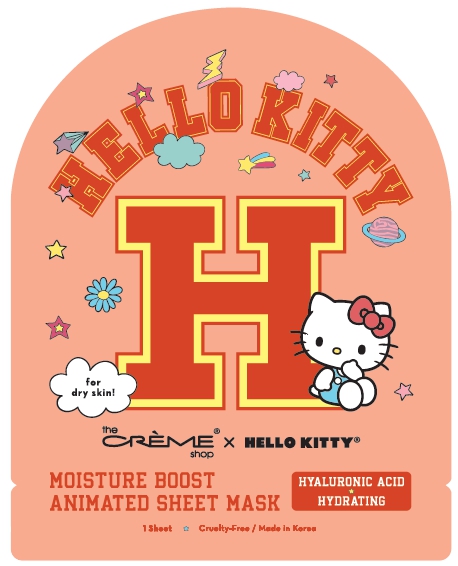 HELLO KITTY
H
for
dry skin!
the
CRÈME®
shop
x HELLO KITTY®
MOISTURE BOOST
ANIMATED SHEET MASK
HYALURONIC ACID
HYDRATING
1 Sheet Cruelty-Free / Made in Korea